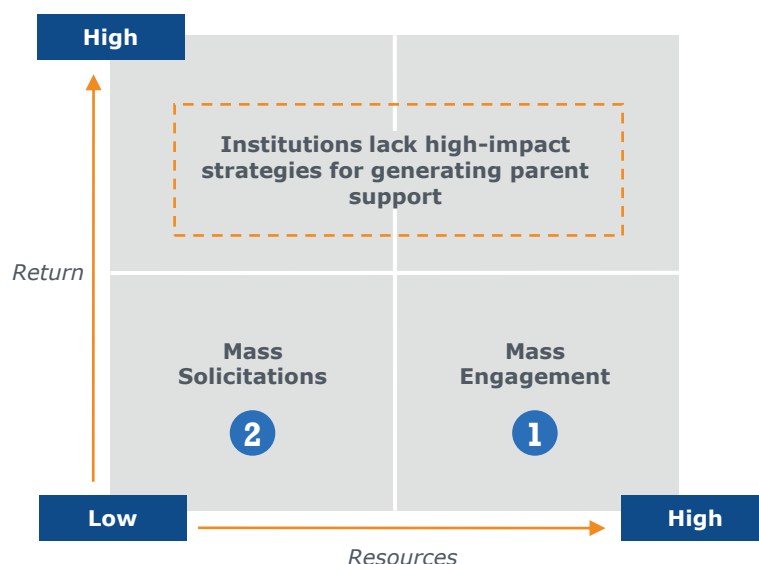 High
Institutions lack high-impact
strategies for generating parent
support
Return
Mass
Solicitations
2
Mass
Engagement
1
Low
High
Resources